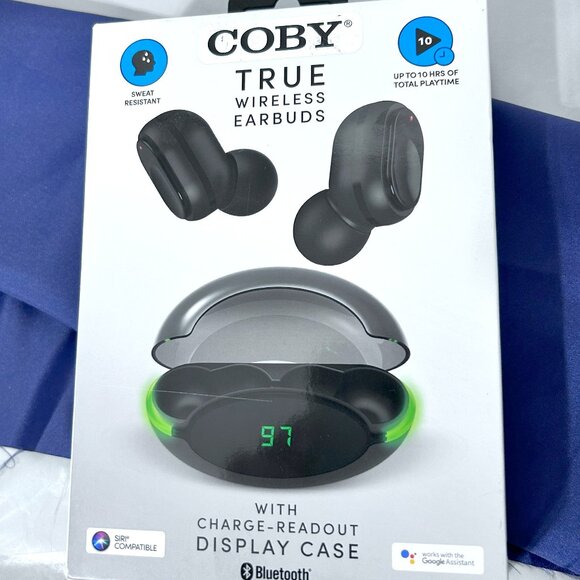 COBY®
TRUE
WIRELESS
EARBUDS
SWEAT
RESISTANT
10
UP TO 10 HRS OF
TOTAL PLAYTIME
97
WITH
CHARGE-READOUT
DISPLAY CASE
Bluetooth®
SIRI®
COMPATIBLE
works with the
Google Assistant